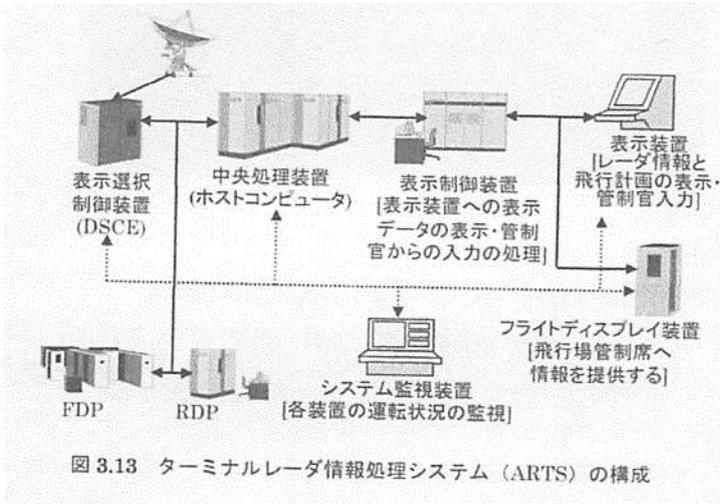 表示選択
制御装置
(DSCE)
中央処理装置
(ホストコンピュータ)
表示制御装置
[表示装置への表示
データの表示・管制
官からの入力の処理]
表示装置
[レーダ情報と
飛行計画の表示・
管制官入力]
フライトディスプレイ装置
[飛行場管制席へ
情報を提供する]
システム監視装置
[各装置の運転状況の監視]
FDP
RDP
図 3.13 ターミナルレーダ情報処理システム (ARTS) の構成